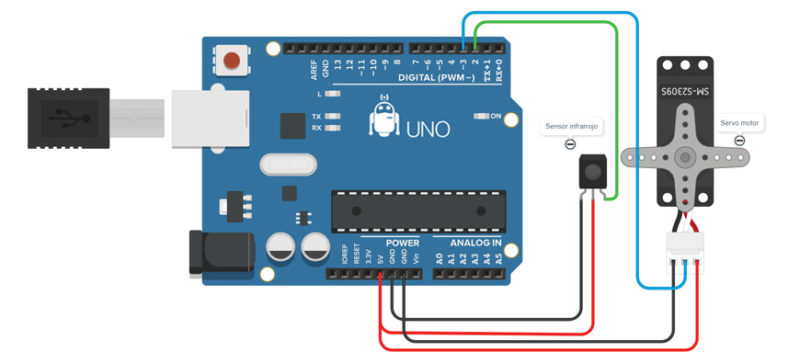 AREF
GND
13
12
~11
~10
~9
8
7
~6
~5
4
~3
2
TX→1
RX←0
DIGITAL (PWM~)
L
TX
RX
UNO
ON
Sensor infrarrojo
Servo motor
SM-S2309S
POWER
ANALOG IN
IOREF
RESET
3.3V
5V
GND
GND
Vin
A0
A1
A2
A3
A4
A5